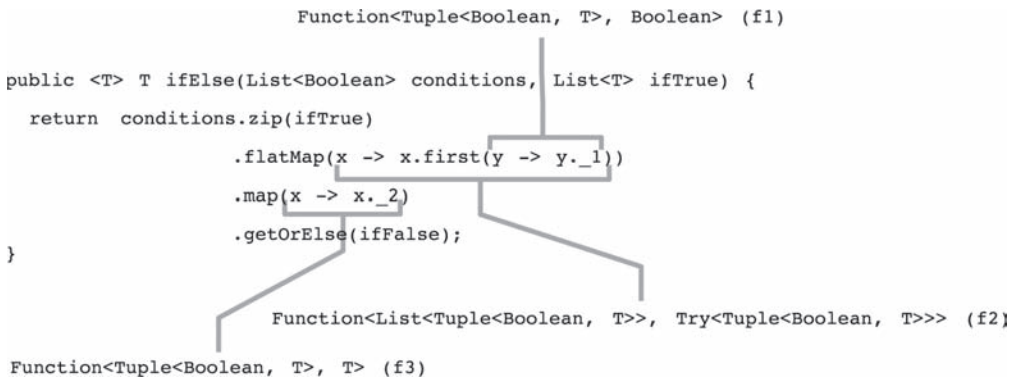 Function<Tuple<Boolean, T>, Boolean> (f1)
public <T> T ifElse(List<Boolean> conditions, List<T> ifTrue) {
return conditions.zip(ifTrue)
.flatMap(x -> x.first(y -> y._1))
.map(x -> x._2)
.getOrElse(ifFalse);
}
Function<List<Tuple<Boolean, T>>, Try<Tuple<Boolean, T>>> (f2)
Function<Tuple<Boolean, T>, T> (f3)